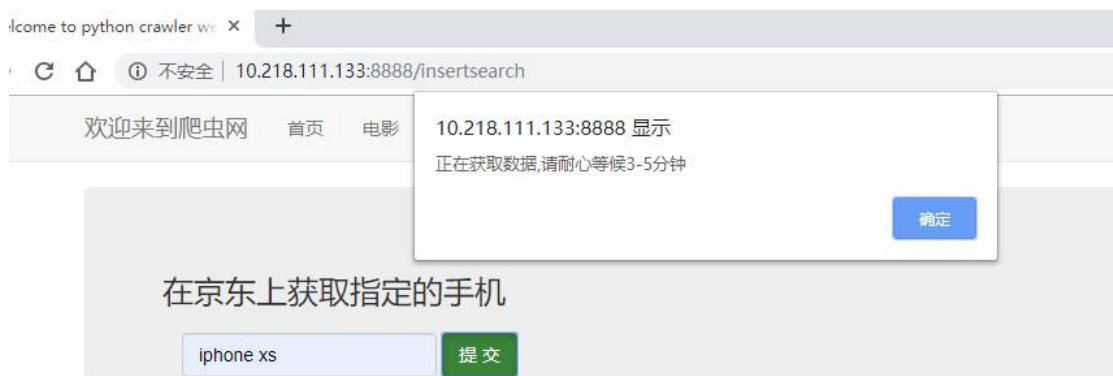 lcome to python crawler we
不安全 | 10.218.111.133:8888/insertsearch
欢迎来到爬虫网 首页 电影
10.218.111.133:8888 显示
正在获取数据,请耐心等候3-5分钟
确定
在京东上获取指定的手机
iphone xs 提交